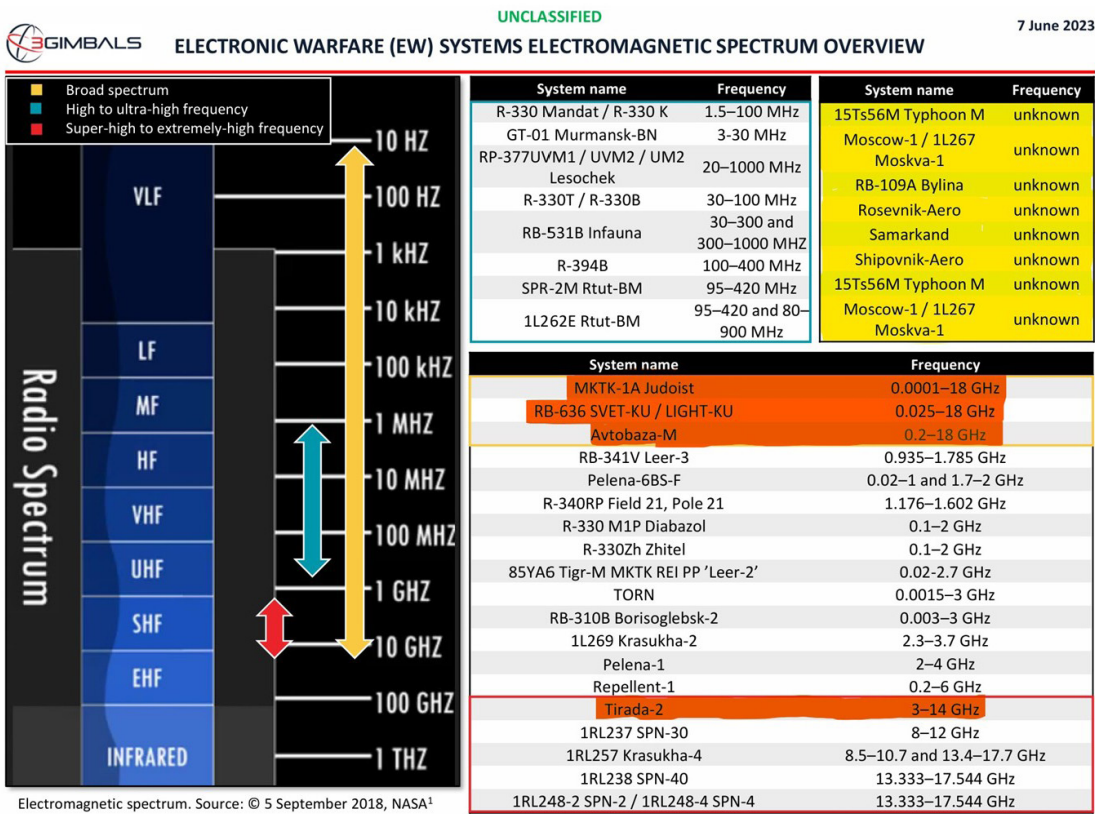 UNCLASSIFIED
7 June 2023
3GIMBALS
ELECTRONIC WARFARE (EW) SYSTEMS ELECTROMAGNETIC SPECTRUM OVERVIEW
Broad spectrum
High to ultra-high frequency
Super-high to extremely-high frequency
Radio Spectrum
VLF
LF
MF
HF
VHF
UHF
SHF
EHF
INFRARED
10 HZ
100 HZ
1 kHZ
10 kHZ
100 kHZ
1 MHZ
10 MHZ
100 MHZ
1 GHZ
10 GHZ
100 GHZ
1 THZ
Electromagnetic spectrum. Source: © 5 September 2018, NASA¹
System name Frequency
R-330 Mandat / R-330 K 1.5–100 MHz
GT-01 Murmansk-BN 3-30 MHz
RP-377UVM1 / UVM2 / UM2
Lesochek 20–1000 MHz
R-330T / R-330B 30–100 MHz
RB-531B Infauna 30–300 and
300–1000 MHZ
R-394B 100–400 MHz
SPR-2M Rtut-BM 95–420 MHz
1L262E Rtut-BM 95–420 and 80–
900 MHz
System name Frequency
15Ts56M Typhoon M unknown
Moscow-1 / 1L267
Moskva-1 unknown
RB-109A Bylina unknown
Rosevnik-Aero unknown
Samarkand unknown
Shipovnik-Aero unknown
15Ts56M Typhoon M unknown
Moscow-1 / 1L267
Moskva-1 unknown
System name Frequency
MKTK-1A Judoist 0.0001–18 GHz
RB-636 SVET-KU / LIGHT-KU 0.025–18 GHz
Avtobaza-M 0.2–18 GHz
RB-341V Leer-3 0.935–1.785 GHz
Pelena-6BS-F 0.02–1 and 1.7–2 GHz
R-340RP Field 21, Pole 21 1.176–1.602 GHz
R-330 M1P Diabazol 0.1–2 GHz
R-330Zh Zhitel 0.1–2 GHz
85YA6 Tigr-M MKTK REI PP ’Leer-2’ 0.02-2.7 GHz
TORN 0.0015–3 GHz
RB-310B Borisoglebsk-2 0.003–3 GHz
1L269 Krasukha-2 2.3–3.7 GHz
Pelena-1 2–4 GHz
Repellent-1 0.2–6 GHz
Tirada-2 3–14 GHz
1RL237 SPN-30 8–12 GHz
1RL257 Krasukha-4 8.5–10.7 and 13.4–17.7 GHz
1RL238 SPN-40 13.333–17.544 GHz
1RL248-2 SPN-2 / 1RL248-4 SPN-4 13.333–17.544 GHz